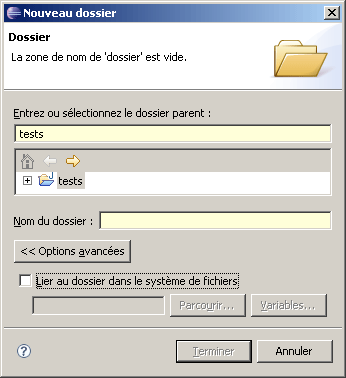 Nouveau dossier
Dossier
La zone de nom de 'dossier' est vide.
Entrez ou sélectionnez le dossier parent :
tests
tests
Nom du dossier :
<< Options avancées
Lier au dossier dans le système de fichiers
Parcourir... Variables...
? Terminer Annuler